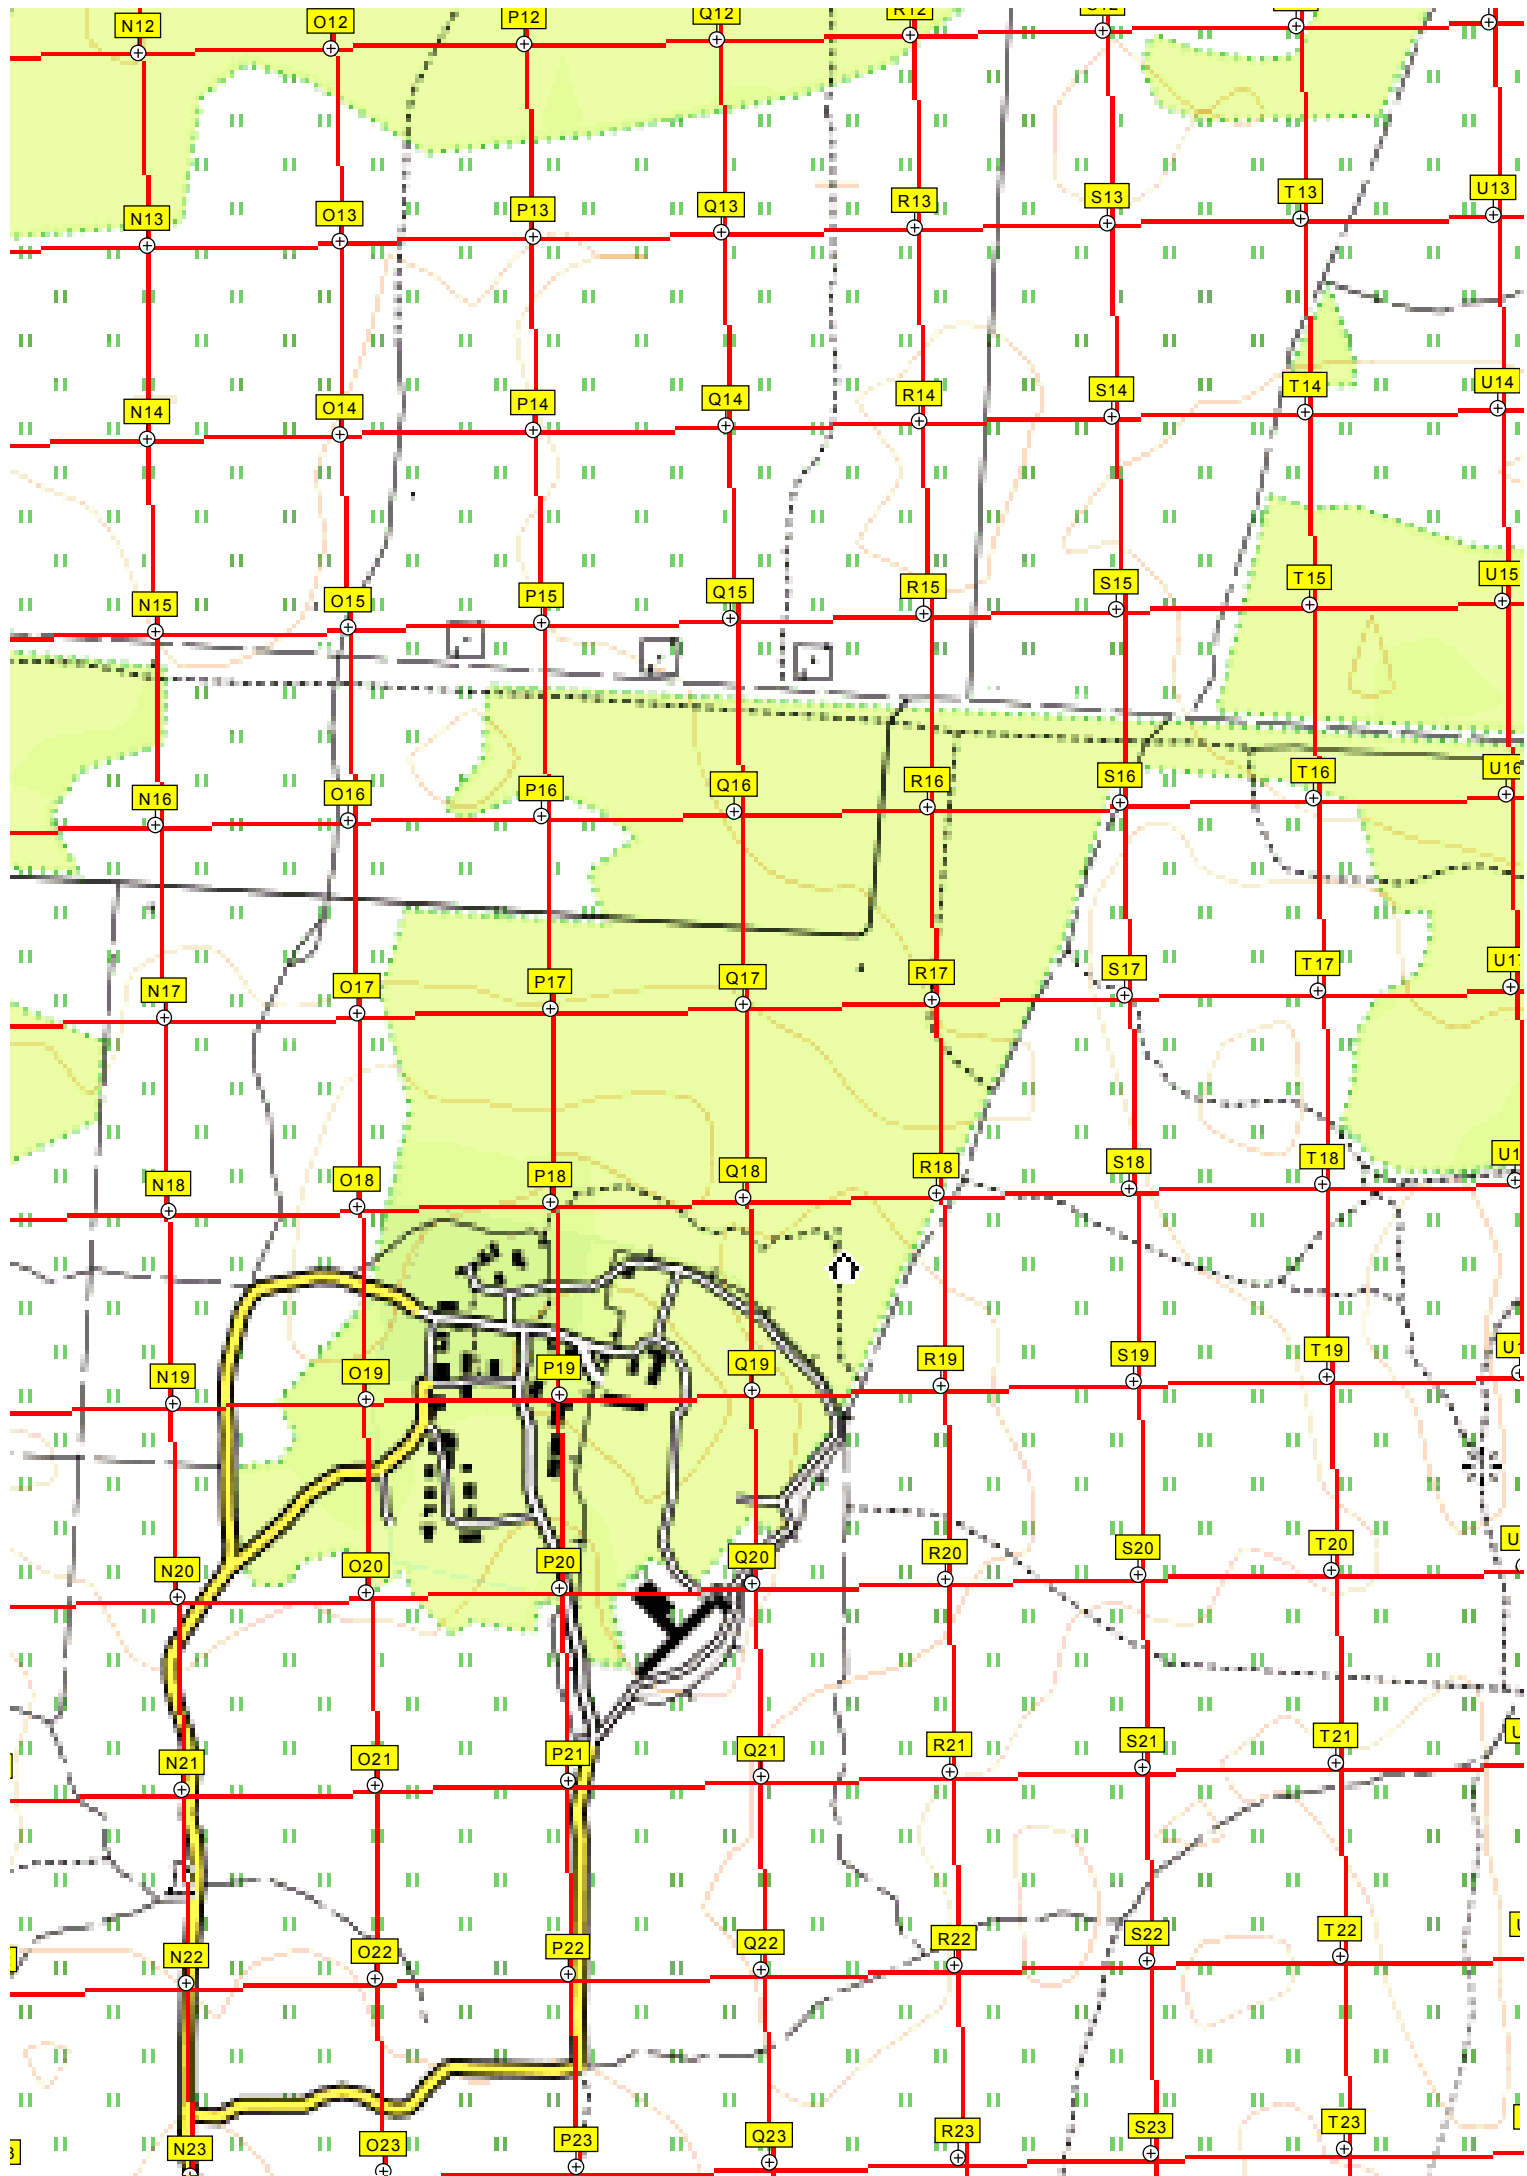 N12 O12 P12 Q12 R12
N13 O13 P13 Q13 R13 S13 T13 U13
N14 O14 P14 Q14 R14 S14 T14 U14
N15 O15 P15 Q15 R15 S15 T15 U15
N16 O16 P16 Q16 R16 S16 T16 U16
N17 O17 P17 Q17 R17 S17 T17 U17
N18 O18 P18 Q18 R18 S18 T18 U1
N19 O19 P19 Q19 R19 S19 T19 U1
N20 O20 P20 Q20 R20 S20 T20 U
N21 O21 P21 Q21 R21 S21 T21
N22 O22 P22 Q22 R22 S22 T22
N23 O23 P23 Q23 R23 S23 T23